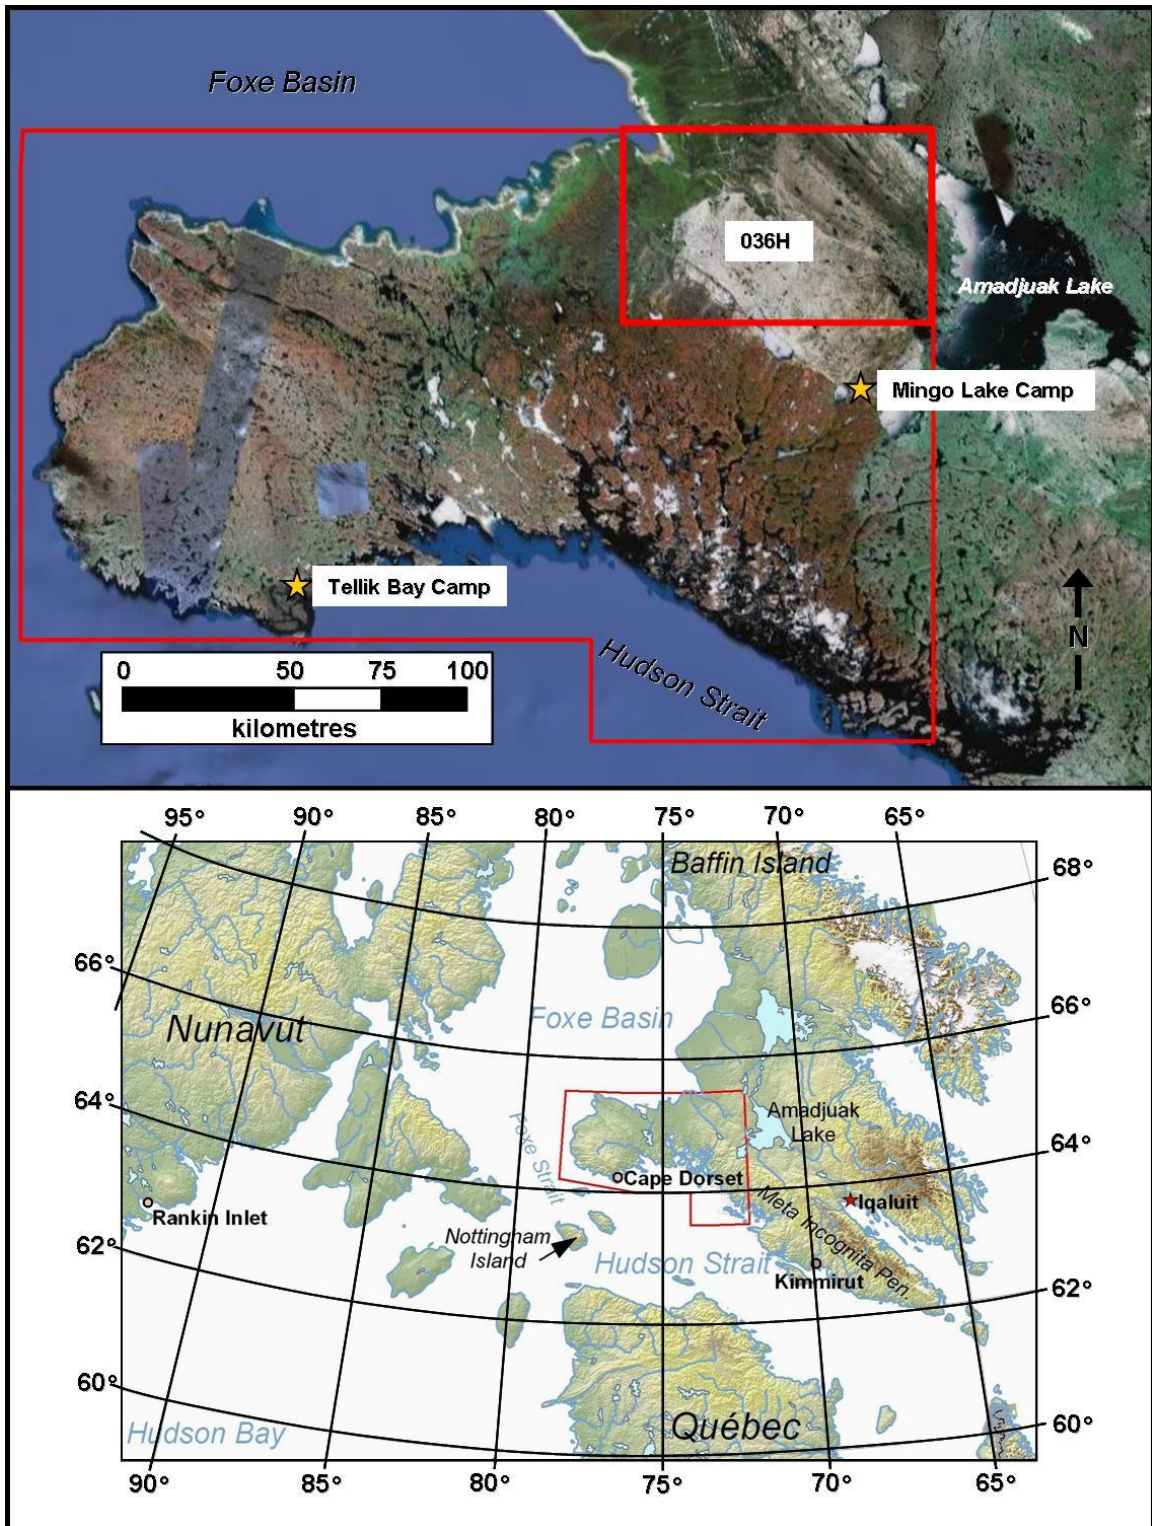 Foxe Basin
036H
Amadjuak Lake
Mingo Lake Camp
Tellik Bay Camp
N
Hudson Strait
0 50 75 100
kilometres
95° 90° 85° 80° 75° 70° 65°
Baffin Island
68°
66°
Nunavut
Foxe Basin
66°
64°
Foxe Strait
Amadjuak
Lake
64°
Cape Dorset
Rankin Inlet
Meta Incognita Pen.
Iqaluit
62°
Nottingham
Island
Hudson Strait
Kimmirut
62°
60°
Hudson Bay
Québec
60°
90° 85° 80° 75° 70° 65°